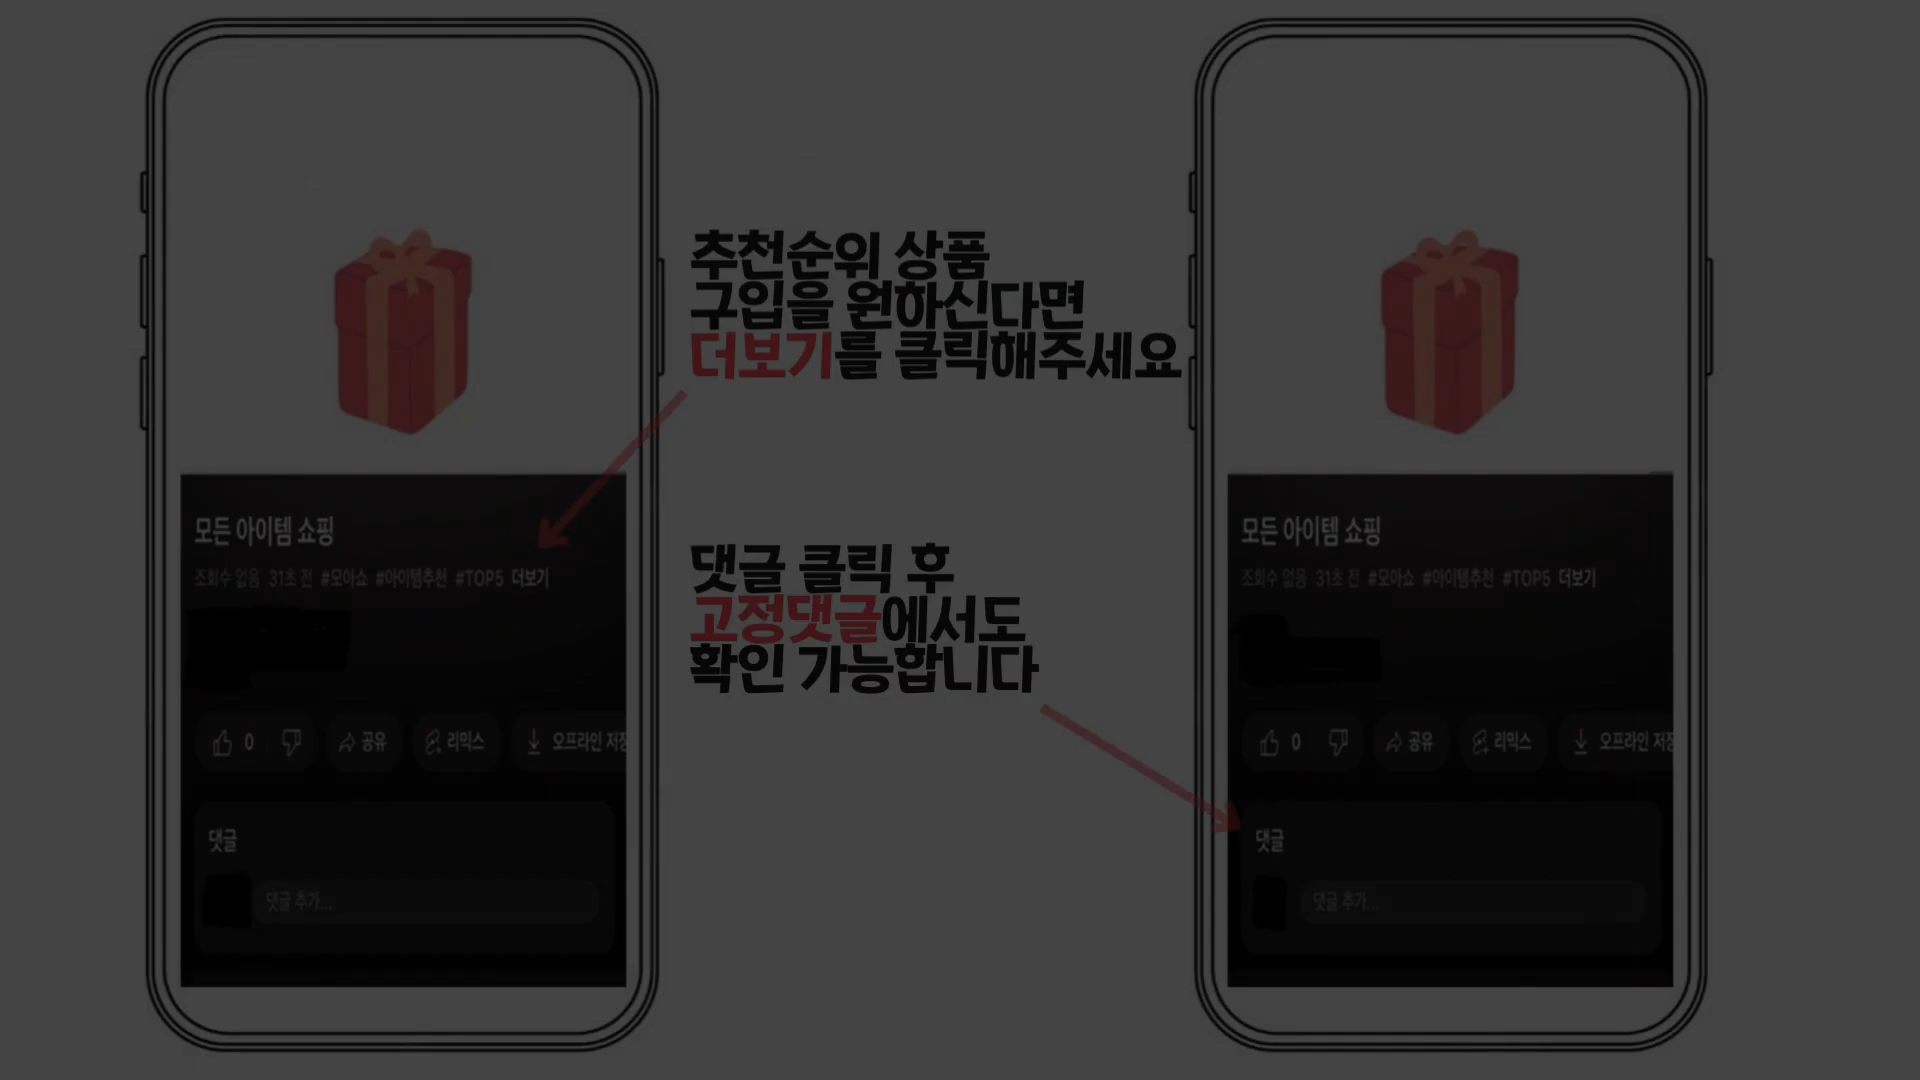 추천순위 상품
구입을 원하신다면
더보기를 클릭해주세요
댓글 클릭 후
고정댓글에서도
확인 가능합니다
모든 아이템 쇼핑
조회수 없음 31초 전 #모아쇼 #아이템추천 #TOP5 더보기
0 공유 리믹스 오프라인 저장
댓글
댓글 추가...
모든 아이템 쇼핑
조회수 없음 31초 전 #모아쇼 #아이템추천 #TOP5 더보기
0 공유 리믹스 오프라인 저장
댓글
댓글 추가...